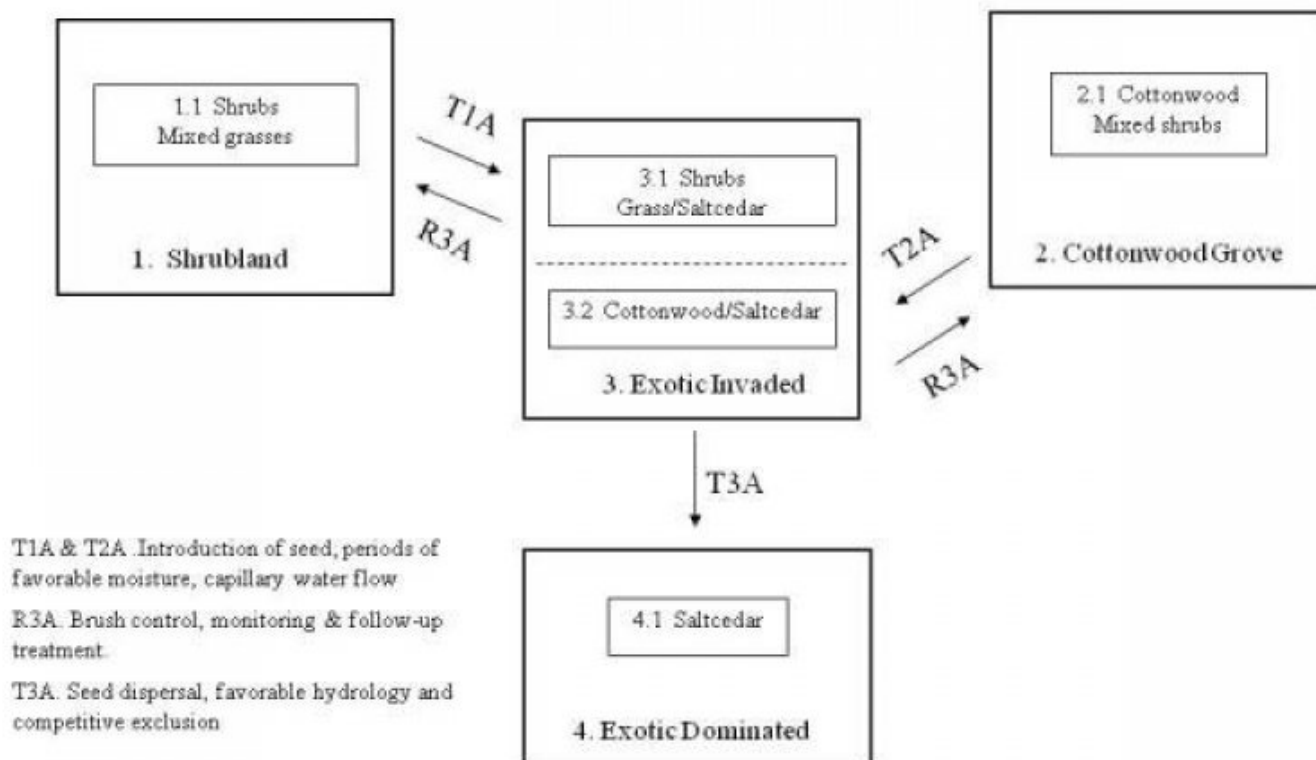 1.1 Shrubs
Mixed grasses
1. Shrubland
T1A
R3A
3.1 Shrubs
Grass/Saltcedar
3.2 Cottonwood/Saltcedar
3. Exotic Invaded
2.1 Cottonwood
Mixed shrubs
2. Cottonwood Grove
T2A
R3A
T3A
4.1 Saltcedar
4. Exotic Dominated
T1A & T2A .Introduction of seed, periods of
favorable moisture, capillary water flow
R3A. Brush control, monitoring & follow-up
treatment.
T3A. Seed dispersal, favorable hydrology and
competitive exclusion